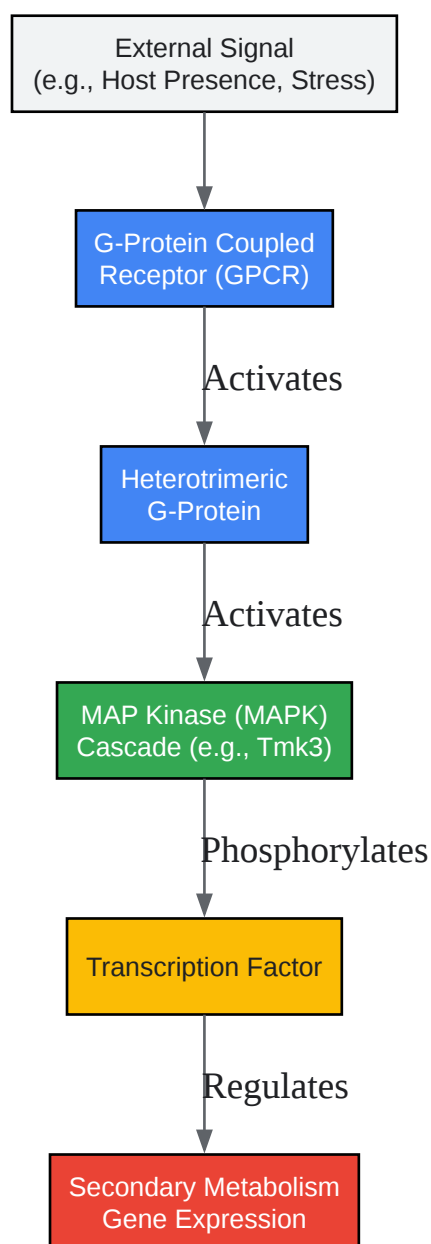 External Signal
(e.g., Host Presence, Stress)
G-Protein Coupled
Receptor (GPCR)
Activates
Heterotrimeric
G-Protein
Activates
MAP Kinase (MAPK)
Cascade (e.g., Tmk3)
Phosphorylates
Transcription Factor
Regulates
Secondary Metabolism
Gene Expression